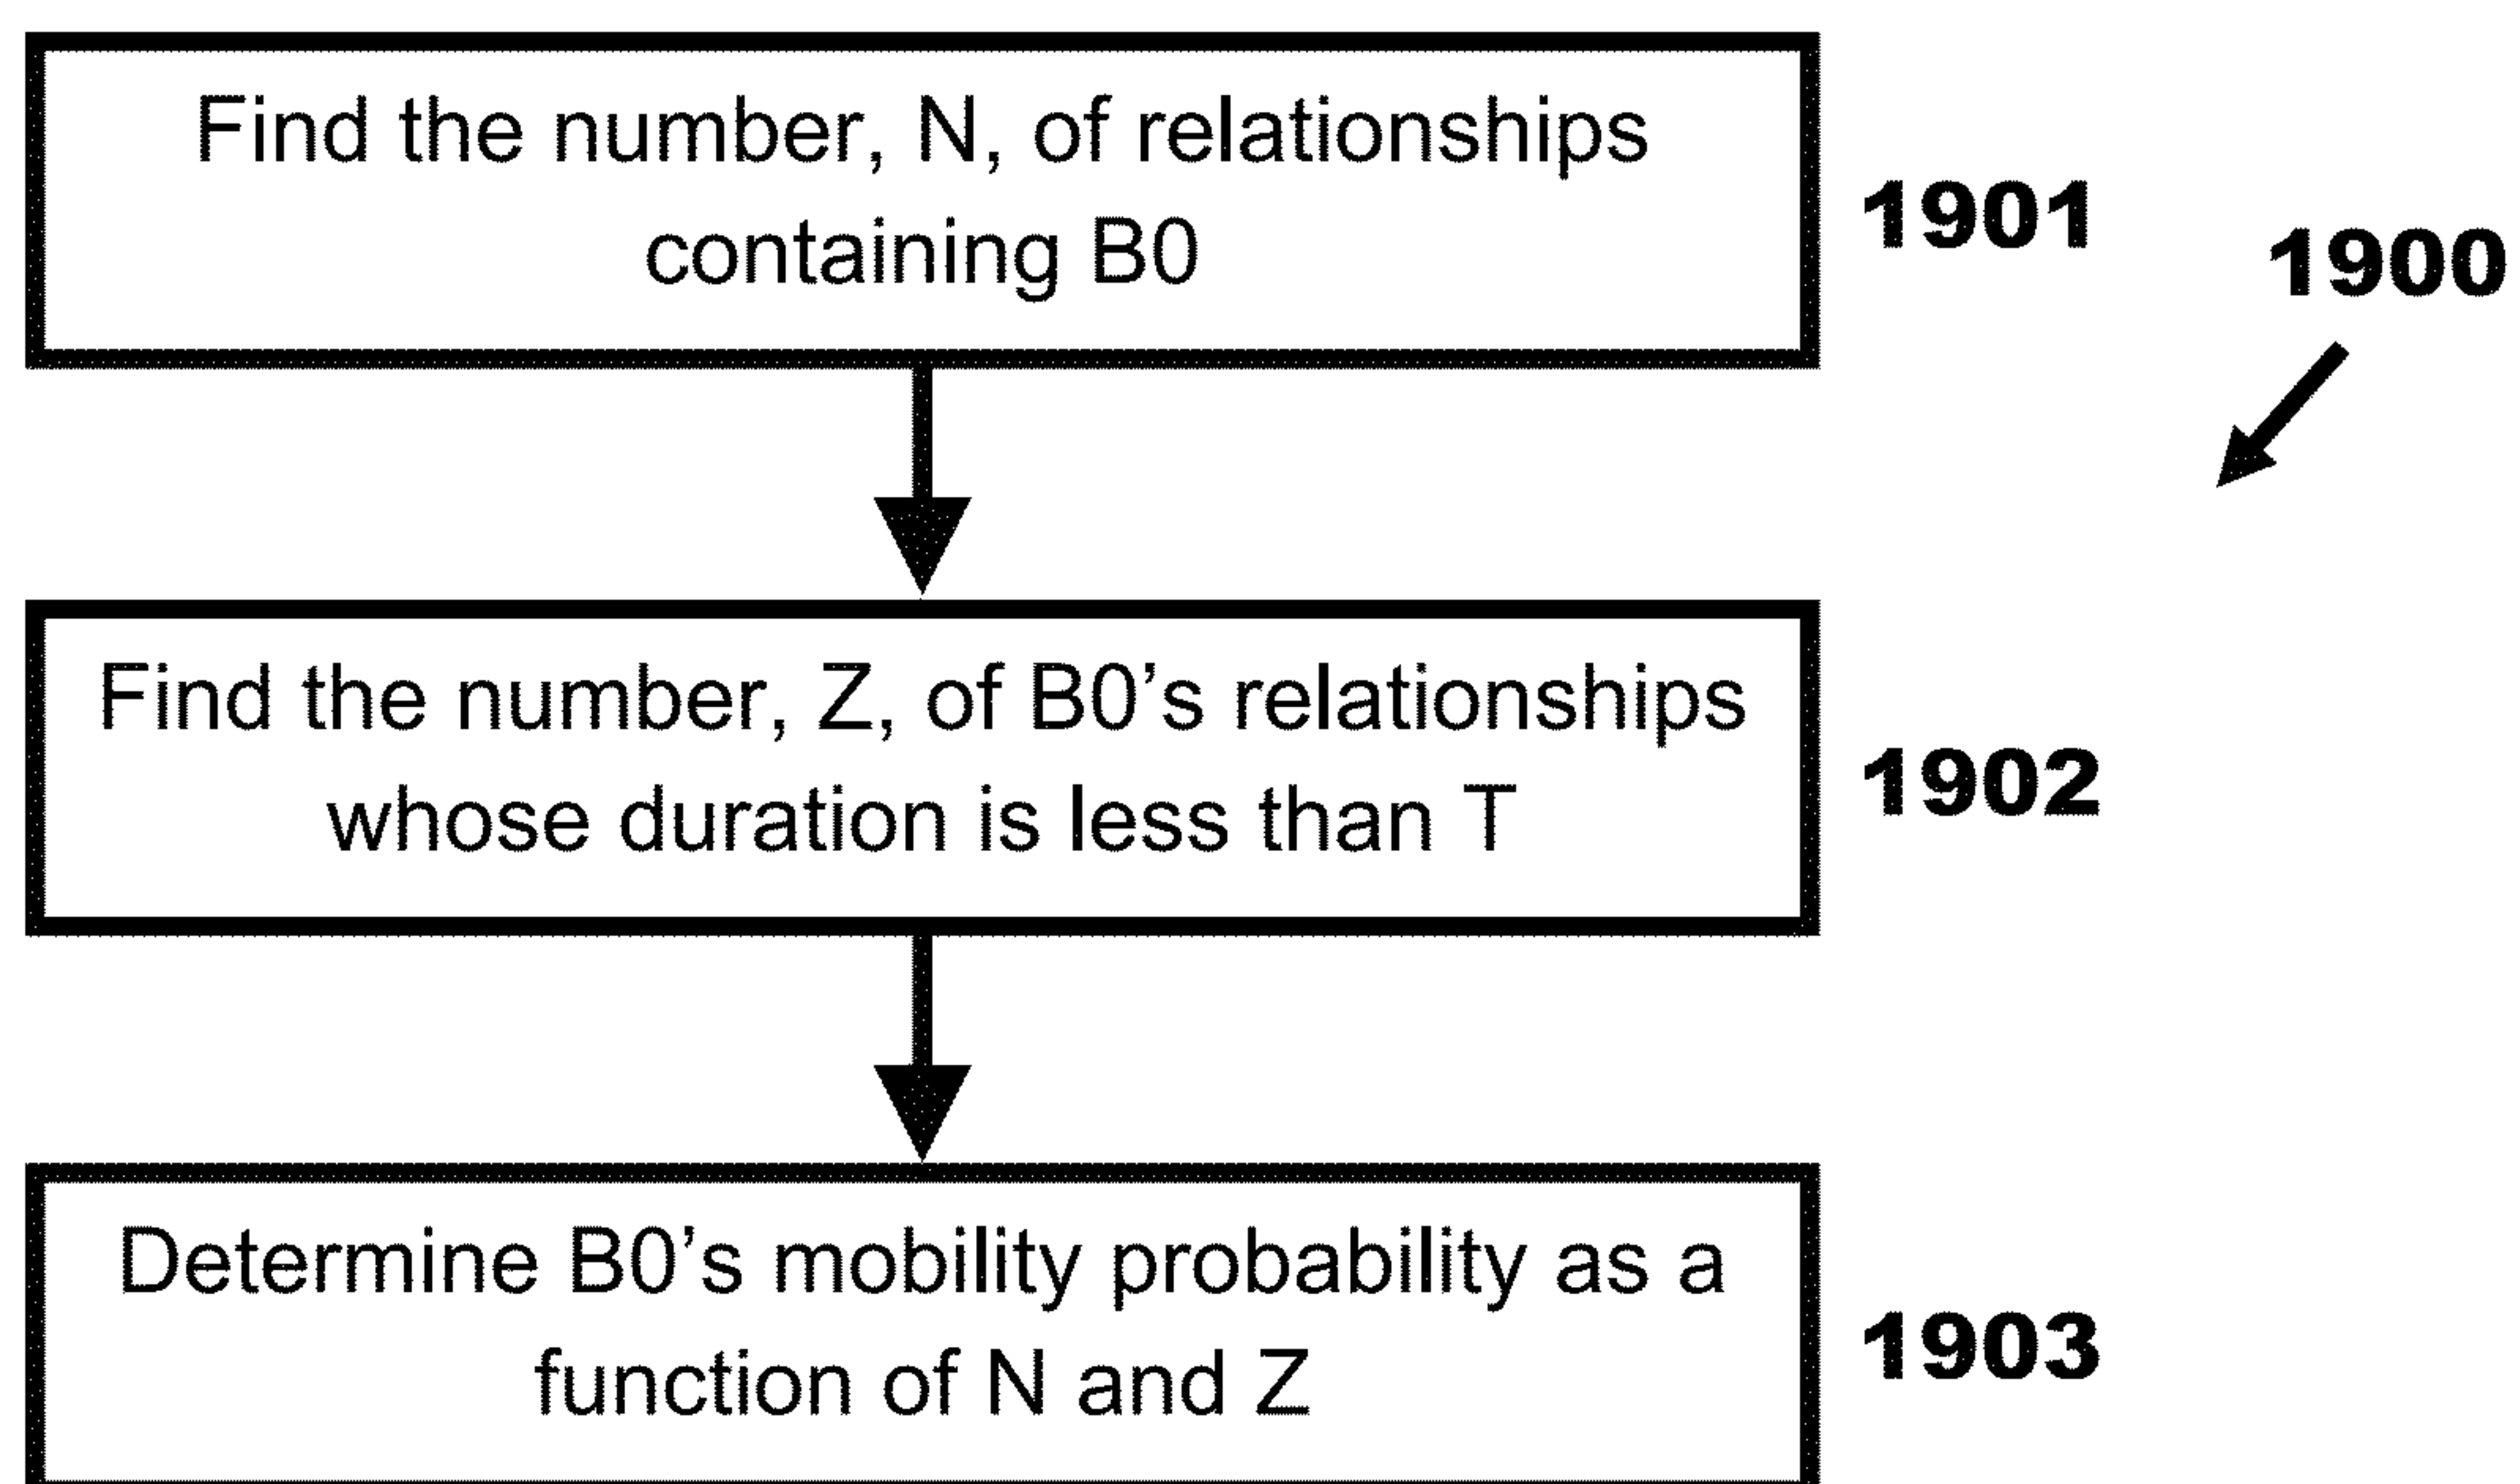 Find the number, N, of relationships
containing B0
1901
1900
Find the number, Z, of B0’s relationships
whose duration is less than T
1902
Determine B0’s mobility probability as a
function of N and Z
1903